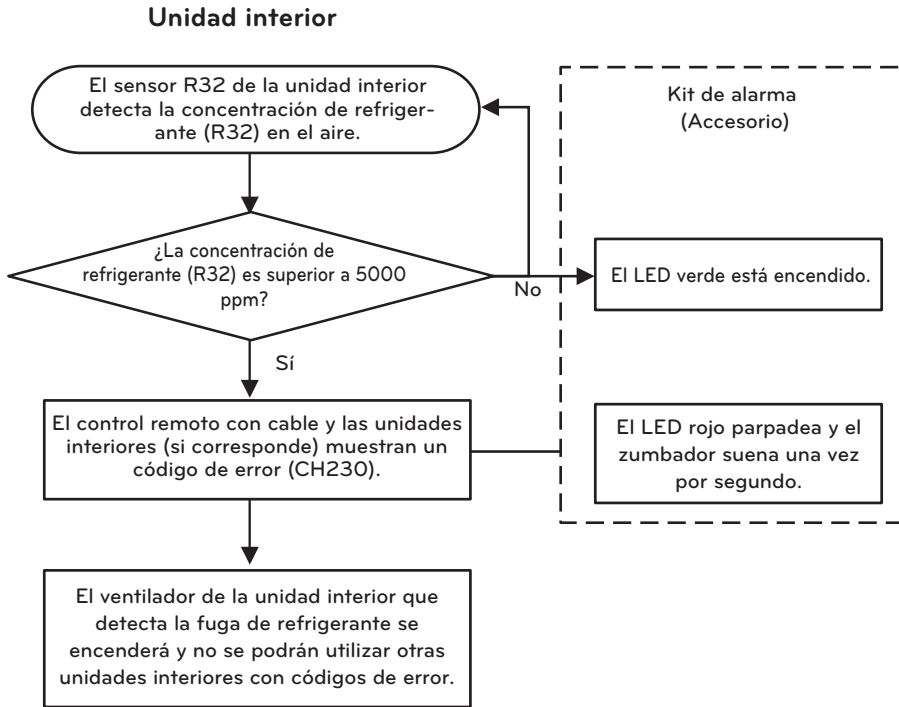 Unidad interior
El sensor R32 de la unidad interior
detecta la concentración de refriger-
ante (R32) en el aire.
Kit de alarma
(Accesorio)
¿La concentración de
refrigerante (R32) es superior a 5000
ppm?
No
El LED verde está encendido.
Sí
El control remoto con cable y las unidades
interiores (si corresponde) muestran un
código de error (CH230).
El LED rojo parpadea y el
zumbador suena una vez
por segundo.
El ventilador de la unidad interior que
detecta la fuga de refrigerante se
encenderá y no se podrán utilizar otras
unidades interiores con códigos de error.